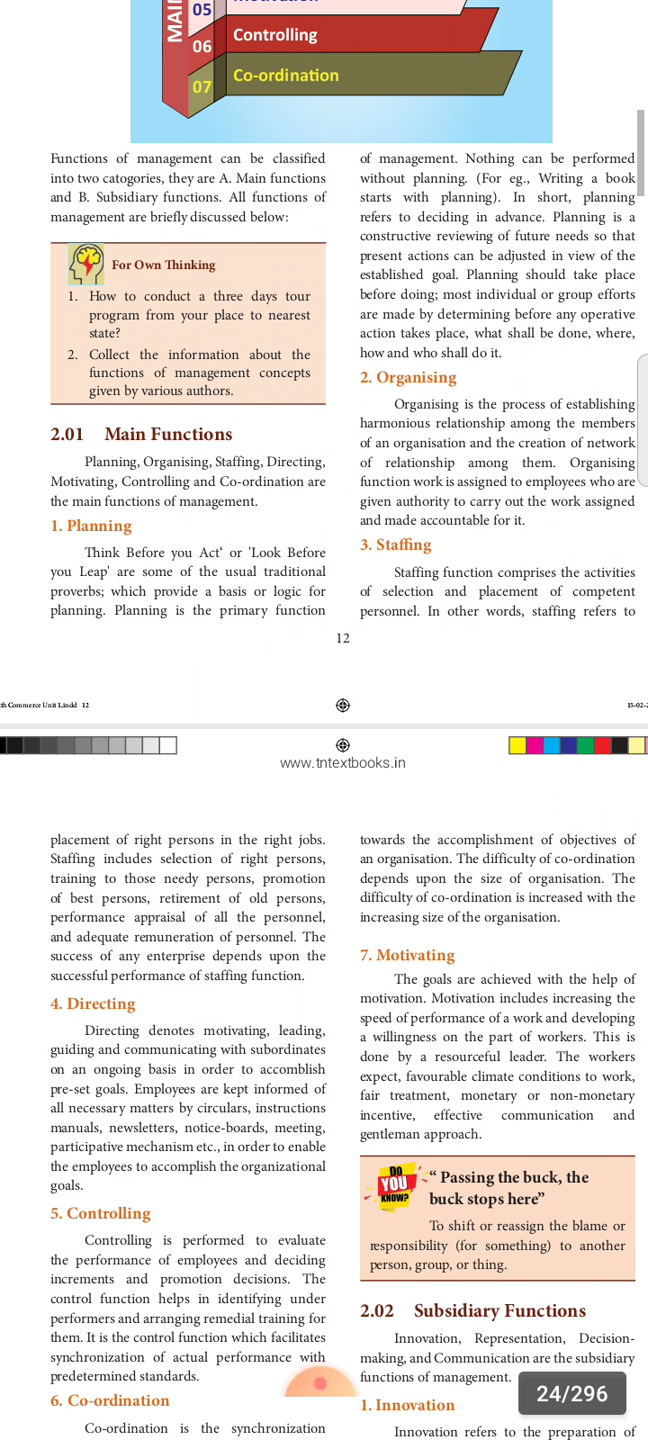 MAIN
05
06
Controlling
07
Co-ordination
Functions of management can be classified
into two catogories, they are A. Main functions
and B. Subsidiary functions. All functions of
management are briefly discussed below:
For Own Thinking
1. How to conduct a three days tour
program from your place to nearest
state?
2. Collect the information about the
functions of management concepts
given by various authors.
2.01 Main Functions
Planning, Organising, Staffing, Directing,
Motivating, Controlling and Co-ordination are
the main functions of management.
1. Planning
Think Before you Act‘ or 'Look Before
you Leap' are some of the usual traditional
proverbs; which provide a basis or logic for
planning. Planning is the primary function
of management. Nothing can be performed
without planning. (For eg., Writing a book
starts with planning). In short, planning
refers to deciding in advance. Planning is a
constructive reviewing of future needs so that
present actions can be adjusted in view of the
established goal. Planning should take place
before doing; most individual or group efforts
are made by determining before any operative
action takes place, what shall be done, where,
how and who shall do it.
2. Organising
Organising is the process of establishing
harmonious relationship among the members
of an organisation and the creation of network
of relationship among them. Organising
function work is assigned to employees who are
given authority to carry out the work assigned
and made accountable for it.
3. Staffing
Staffing function comprises the activities
of selection and placement of competent
personnel. In other words, staffing refers to
12
th Commerce Unit I.indd 12
15-02-2
www.tntextbooks.in
placement of right persons in the right jobs.
Staffing includes selection of right persons,
training to those needy persons, promotion
of best persons, retirement of old persons,
performance appraisal of all the personnel,
and adequate remuneration of personnel. The
success of any enterprise depends upon the
successful performance of staffing function.
4. Directing
Directing denotes motivating, leading,
guiding and communicating with subordinates
on an ongoing basis in order to accomplish
pre-set goals. Employees are kept informed of
all necessary matters by circulars, instructions
manuals, newsletters, notice-boards, meeting,
participative mechanism etc., in order to enable
the employees to accomplish the organizational
goals.
5. Controlling
Controlling is performed to evaluate
the performance of employees and deciding
increments and promotion decisions. The
control function helps in identifying under
performers and arranging remedial training for
them. It is the control function which facilitates
synchronization of actual performance with
predetermined standards.
6. Co-ordination
Co-ordination is the synchronization
towards the accomplishment of objectives of
an organisation. The difficulty of co-ordination
depends upon the size of organisation. The
difficulty of co-ordination is increased with the
increasing size of the organisation.
7. Motivating
The goals are achieved with the help of
motivation. Motivation includes increasing the
speed of performance of a work and developing
a willingness on the part of workers. This is
done by a resourceful leader. The workers
expect, favourable climate conditions to work,
fair treatment, monetary or non-monetary
incentive, effective communication and
gentleman approach.
DO
YOU
KNOW?
“ Passing the buck, the
buck stops here”
To shift or reassign the blame or
responsibility (for something) to another
person, group, or thing.
2.02 Subsidiary Functions
Innovation, Representation, Decision-
making, and Communication are the subsidiary
functions of management.
24/296
1. Innovation
Innovation refers to the preparation of